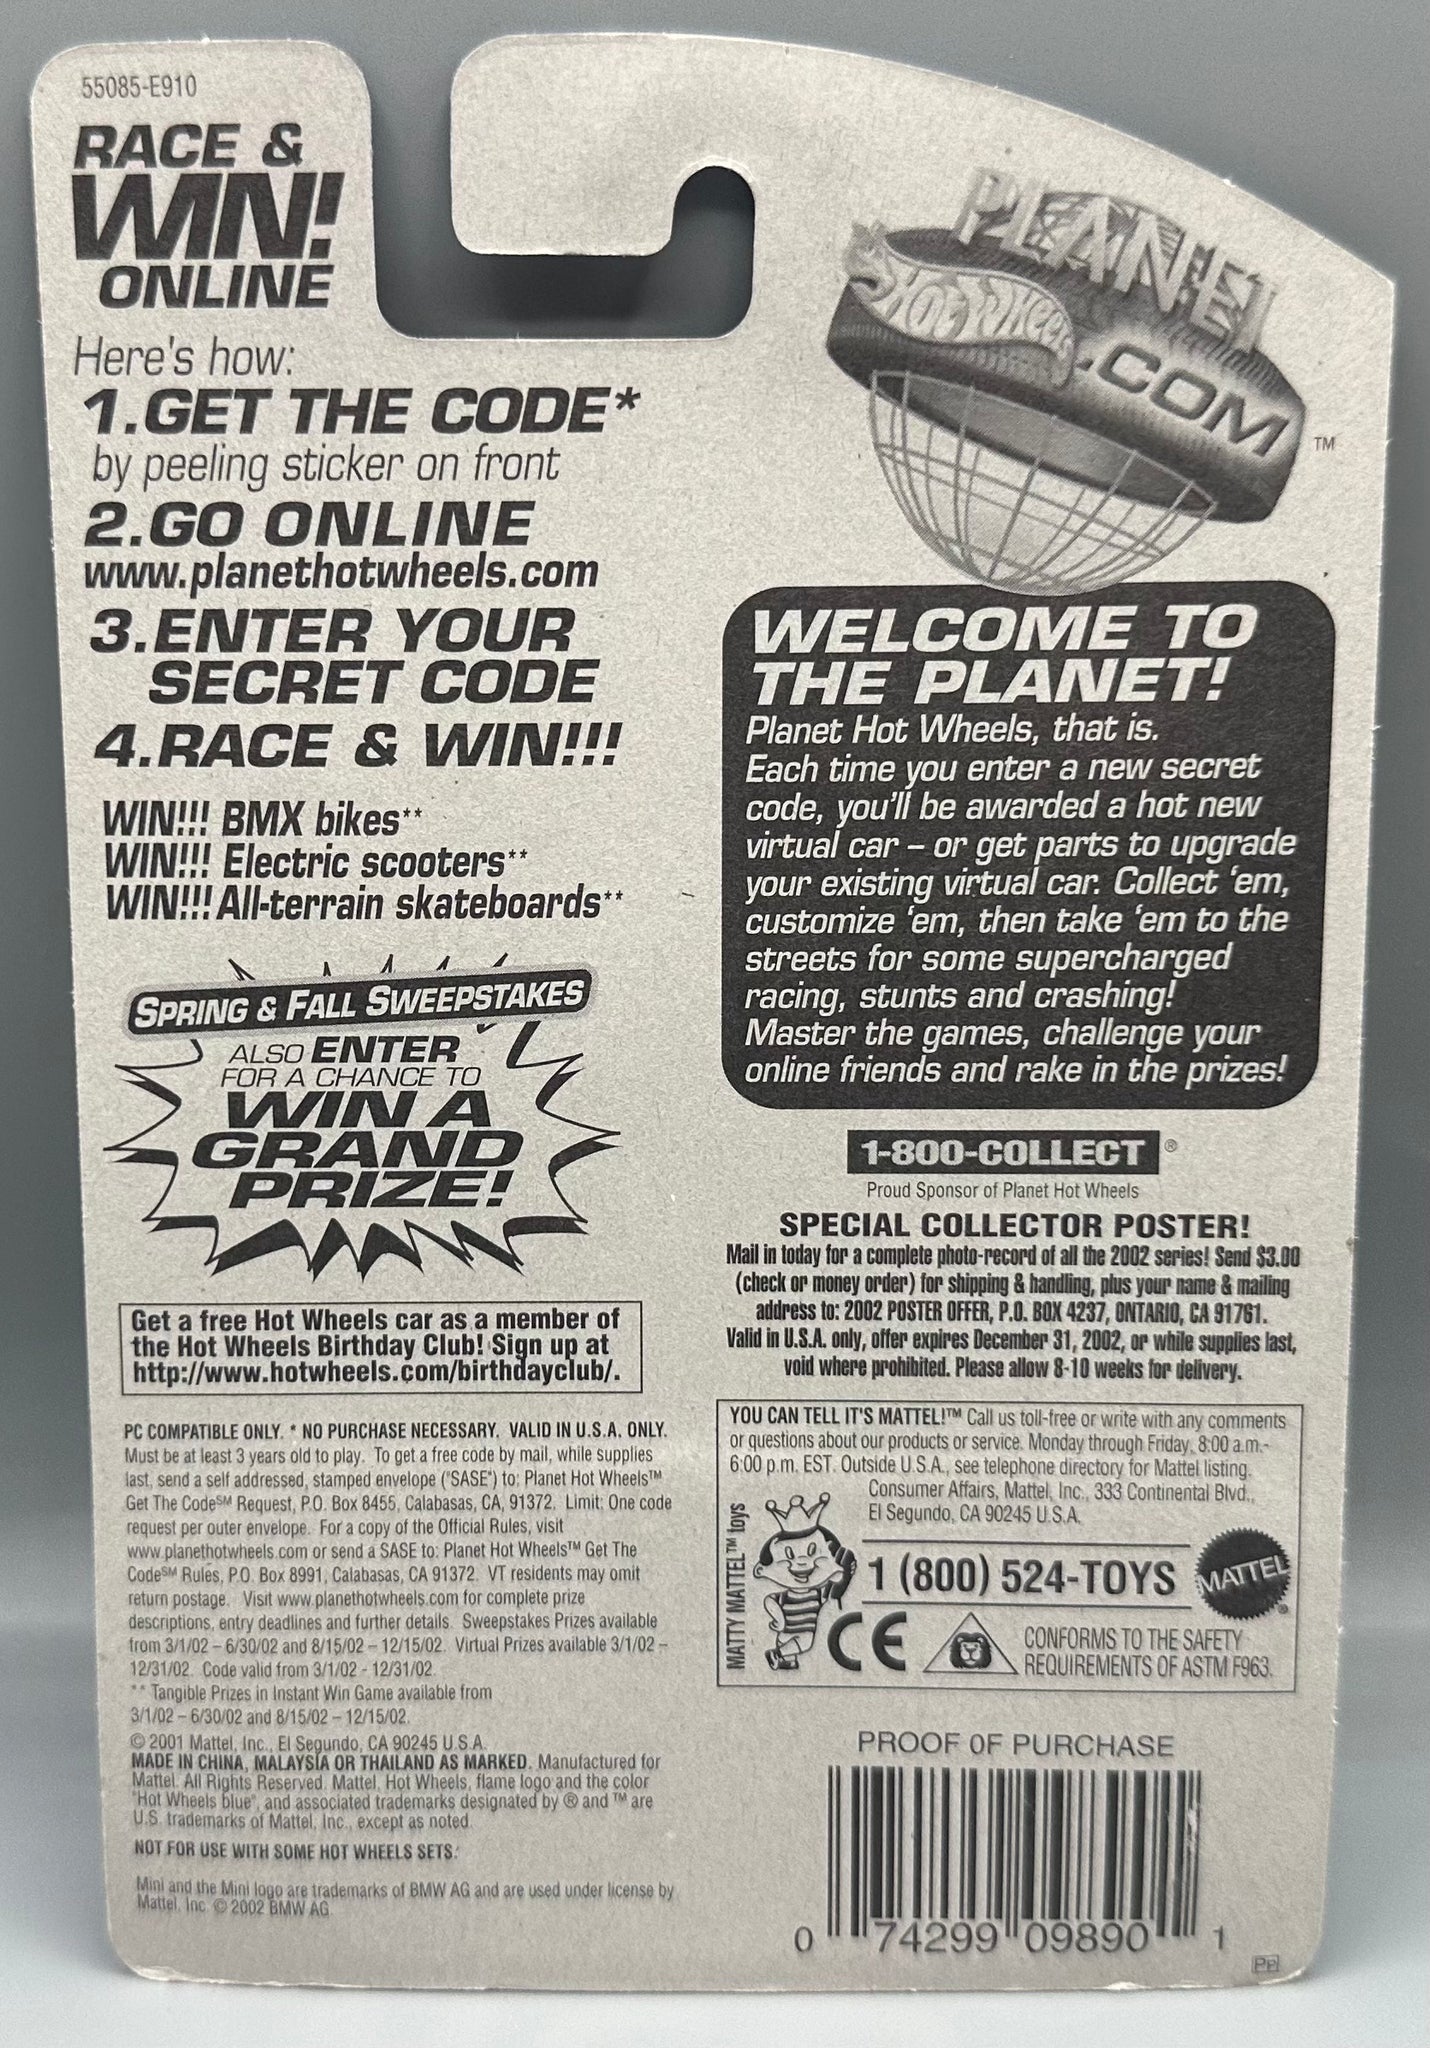 55085-E910
RACE &
WIN!
ONLINE
Here's how:
1.GET THE CODE*
by peeling sticker on front
2.GO ONLINE
www.planethotwheels.com
3.ENTER YOUR
SECRET CODE
4.RACE & WIN!!!
WIN!!! BMX bikes**
WIN!!! Electric scooters**
WIN!!! All-terrain skateboards**
SPRING & FALL SWEEPSTAKES
ALSO ENTER
FOR A CHANCE TO
WIN A
GRAND
PRIZE!
Get a free Hot Wheels car as a member of
the Hot Wheels Birthday Club! Sign up at
http://www.hotwheels.com/birthdayclub/.
PC COMPATIBLE ONLY. * NO PURCHASE NECESSARY. VALID IN U.S.A. ONLY.
Must be at least 3 years old to play. To get a free code by mail, while supplies
last, send a self addressed, stamped envelope ("SASE") to: Planet Hot Wheels™
Get The Code℠ Request, P.O. Box 8455, Calabasas, CA, 91372. Limit: One code
request per outer envelope. For a copy of the Official Rules, visit
www.planethotwheels.com or send a SASE to: Planet Hot Wheels™ Get The
Code℠ Rules, P.O. Box 8991, Calabasas, CA 91372. VT residents may omit
return postage. Visit www.planethotwheels.com for complete prize
descriptions, entry deadlines and further details. Sweepstakes Prizes available
from 3/1/02 – 6/30/02 and 8/15/02 – 12/15/02. Virtual Prizes available 3/1/02 –
12/31/02. Code valid from 3/1/02 - 12/31/02.
** Tangible Prizes in Instant Win Game available from
3/1/02 – 6/30/02 and 8/15/02 – 12/15/02.
© 2001 Mattel, Inc., El Segundo, CA 90245 U.S.A.
MADE IN CHINA, MALAYSIA OR THAILAND AS MARKED. Manufactured for
Mattel. All Rights Reserved. Mattel, Hot Wheels, flame logo and the color
"Hot Wheels blue", and associated trademarks designated by ® and ™ are
U.S. trademarks of Mattel, Inc., except as noted.
NOT FOR USE WITH SOME HOT WHEELS SETS.
Mini and the Mini logo are trademarks of BMW AG and are used under license by
Mattel, Inc. © 2002 BMW AG.
PLANET
Hot Wheels
.COM
™
WELCOME TO
THE PLANET!
Planet Hot Wheels, that is.
Each time you enter a new secret
code, you'll be awarded a hot new
virtual car – or get parts to upgrade
your existing virtual car. Collect 'em,
customize 'em, then take 'em to the
streets for some supercharged
racing, stunts and crashing!
Master the games, challenge your
online friends and rake in the prizes!
1-800-COLLECT®
Proud Sponsor of Planet Hot Wheels
SPECIAL COLLECTOR POSTER!
Mail in today for a complete photo-record of all the 2002 series! Send $3.00
(check or money order) for shipping & handling, plus your name & mailing
address to: 2002 POSTER OFFER, P.O. BOX 4237, ONTARIO, CA 91761.
Valid in U.S.A. only, offer expires December 31, 2002, or while supplies last,
void where prohibited. Please allow 8-10 weeks for delivery.
YOU CAN TELL IT'S MATTEL!™ Call us toll-free or write with any comments
or questions about our products or service. Monday through Friday, 8:00 a.m.-
6:00 p.m. EST. Outside U.S.A., see telephone directory for Mattel listing.
Consumer Affairs, Mattel, Inc., 333 Continental Blvd.,
El Segundo, CA 90245 U.S.A.
MATTY MATTEL™ toys
1 (800) 524-TOYS
MATTEL®
CE
CONFORMS TO THE SAFETY
REQUIREMENTS OF ASTM F963.
PROOF OF PURCHASE
0 74299 09890 1
PP